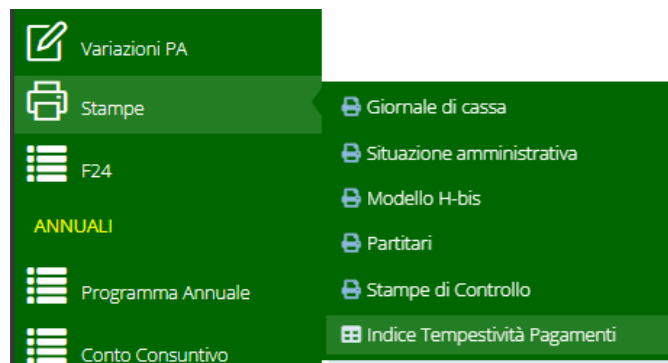 Variazioni PA
Stampe
F24
ANNUALI
Programma Annuale
Conto Consuntivo
Giornale di cassa
Situazione amministrativa
Modello H-bis
Partitari
Stampe di Controllo
Indice Tempestività Pagamenti